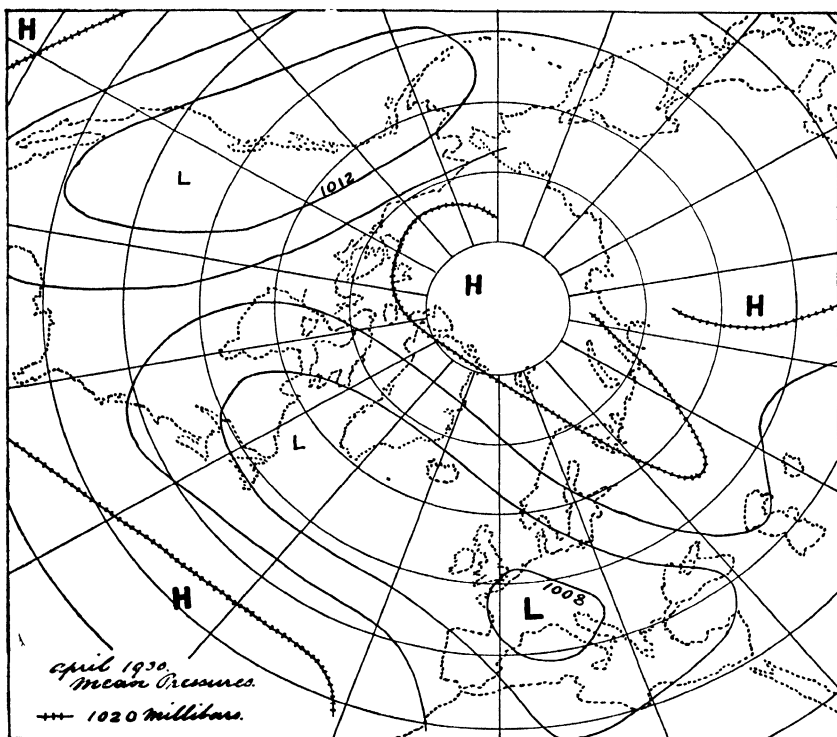 H
L
1012
H
H
L
H
L
1008
april 1930.
Mean Pressures.
1020 Millibars.